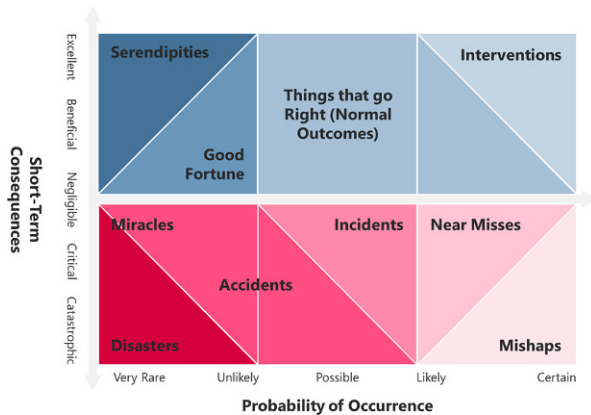 Short-Term
Consequences
Excellent
Beneficial
Negligible
Critical
Catastrophic
Serendipities
Good
Fortune
Things that go
Right (Normal
Outcomes)
Interventions
Miracles
Accidents
Incidents
Near Misses
Disasters
Mishaps
Very Rare
Unlikely
Possible
Likely
Certain
Probability of Occurrence